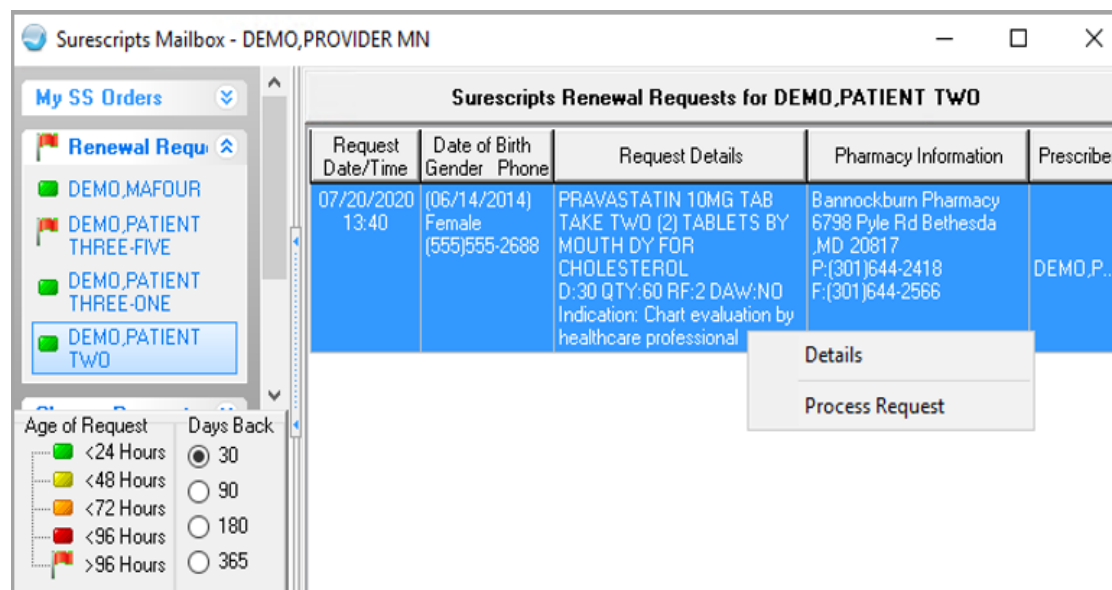 Surescripts Mailbox - DEMO,PROVIDER MN
My SS Orders
Renewal Requ
DEMO,MAFOUR
DEMO,PATIENT
THREE-FIVE
DEMO,PATIENT
THREE-ONE
DEMO,PATIENT
TWO
Age of Request
<24 Hours
<48 Hours
<72 Hours
<96 Hours
>96 Hours
Days Back
30
90
180
365
Surescripts Renewal Requests for DEMO,PATIENT TWO
Request
Date/Time
Date of Birth
Gender Phone
Request Details
Pharmacy Information
Prescribe
07/20/2020
13:40
(06/14/2014)
Female
(555)555-2688
PRAVASTATIN 10MG TAB
TAKE TWO (2) TABLETS BY
MOUTH DY FOR
CHOLESTEROL
D:30 QTY:60 RF:2 DAW:NO
Indication: Chart evaluation by
healthcare professional
Bannockburn Pharmacy
6798 Pyle Rd Bethesda
,MD 20817
P:(301)644-2418
F:(301)644-2566
DEMO,P...
Details
Process Request